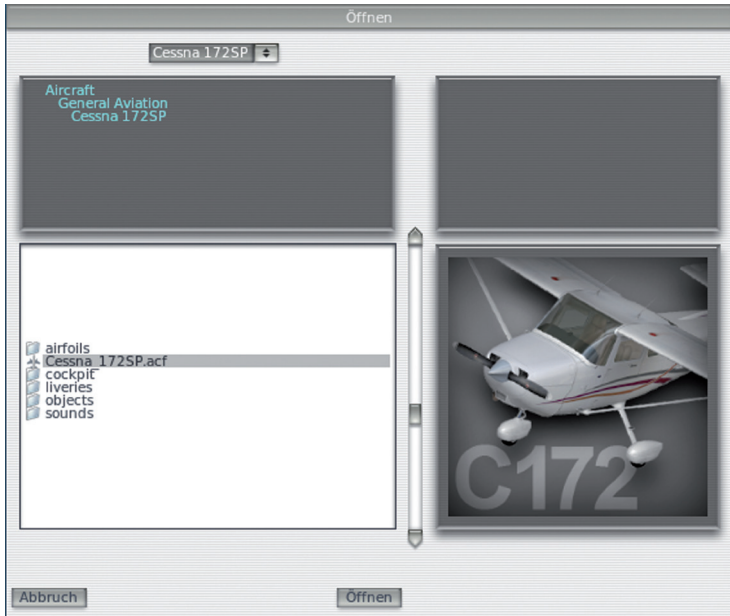 Öffnen
Cessna 172SP
Aircraft
General Aviation
Cessna 172SP
airfoils
Cessna_172SP.acf
cockpit
liveries
objects
sounds
C172
Abbruch
Öffnen